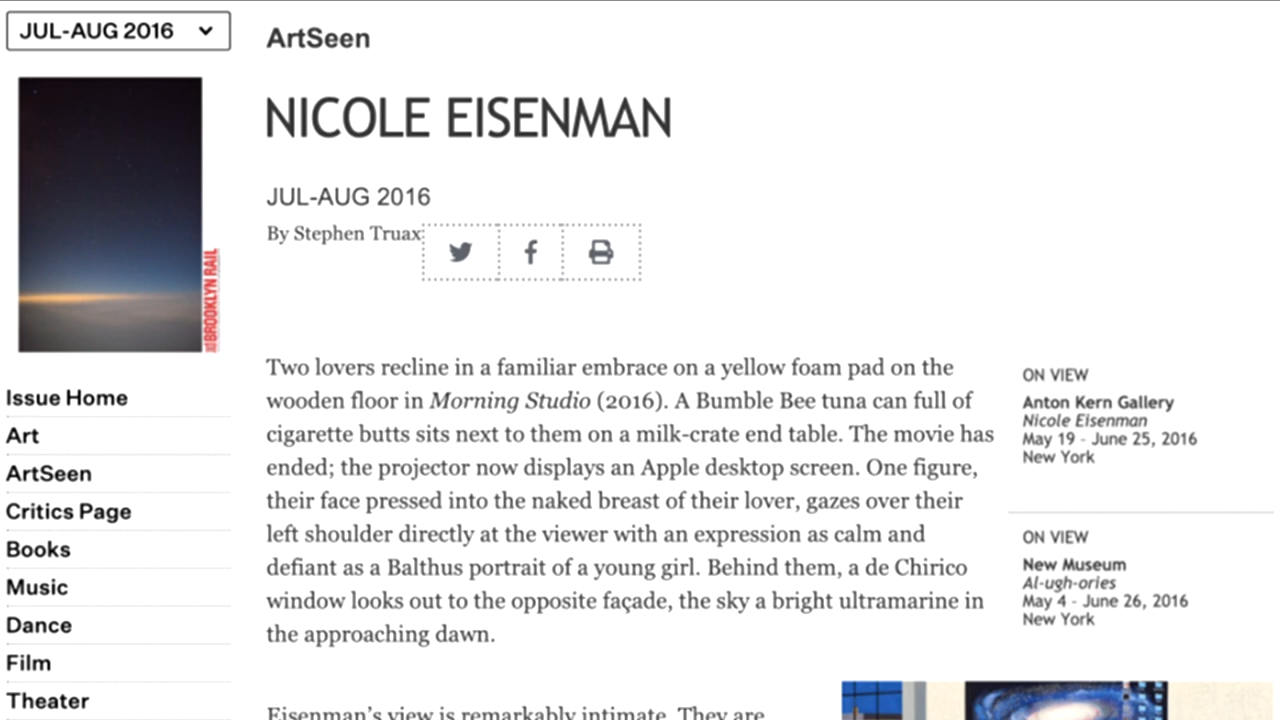 JUL-AUG 2016
BROOKLYN RAIL
Issue Home
Art
ArtSeen
Critics Page
Books
Music
Dance
Film
Theater
ArtSeen
NICOLE EISENMAN
JUL-AUG 2016
By Stephen Truax
Two lovers recline in a familiar embrace on a yellow foam pad on the
wooden floor in Morning Studio (2016). A Bumble Bee tuna can full of
cigarette butts sits next to them on a milk-crate end table. The movie has
ended; the projector now displays an Apple desktop screen. One figure,
their face pressed into the naked breast of their lover, gazes over their
left shoulder directly at the viewer with an expression as calm and
defiant as a Balthus portrait of a young girl. Behind them, a de Chirico
window looks out to the opposite façade, the sky a bright ultramarine in
the approaching dawn.
Eisenman's view is remarkably intimate. They are
ON VIEW
Anton Kern Gallery
Nicole Eisenman
May 19 - June 25, 2016
New York
ON VIEW
New Museum
Al-ugh-ories
May 4 - June 26, 2016
New York